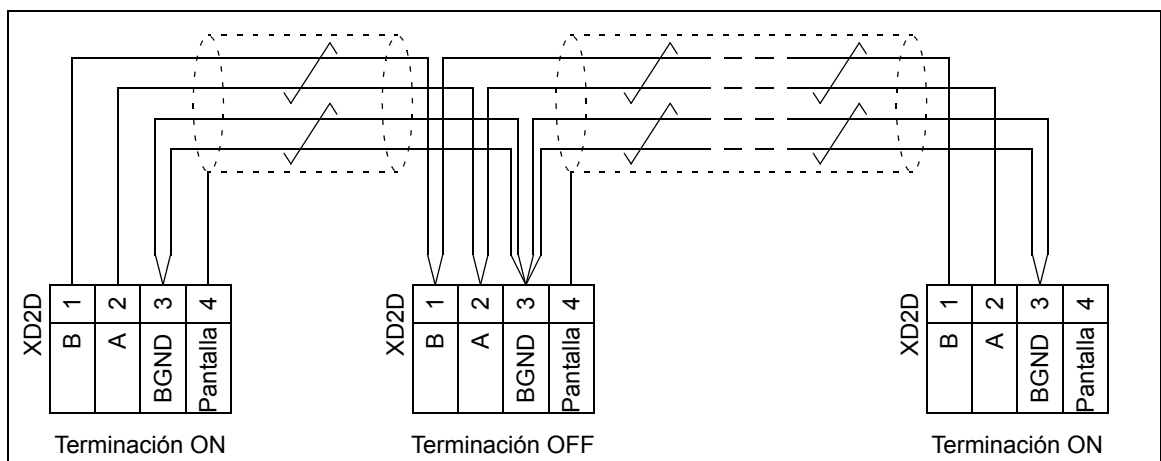 XD2D
1 2 3 4
B A BGND Pantalla
Terminación ON
XD2D
1 2 3 4
B A BGND Pantalla
Terminación OFF
XD2D
1 2 3 4
B A BGND Pantalla
Terminación ON